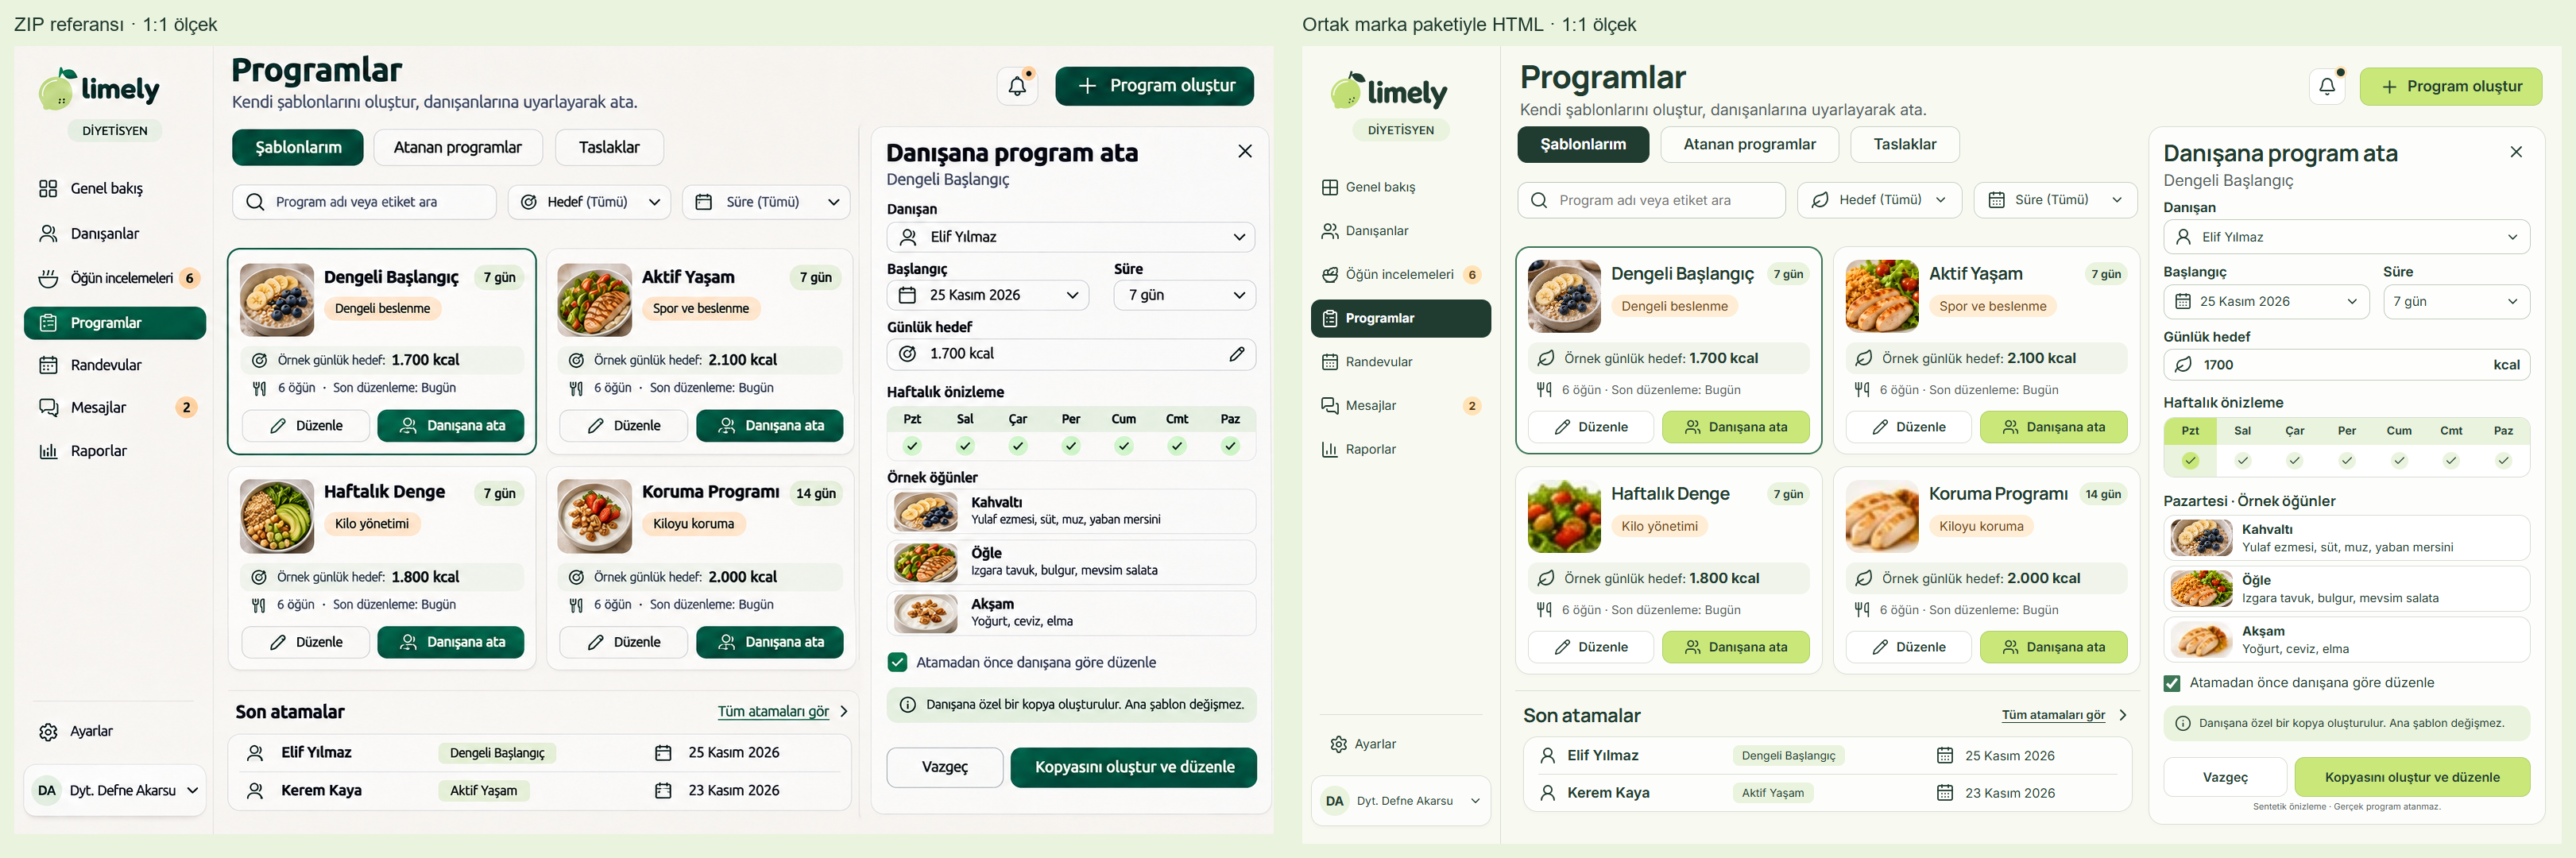 ZIP referansı · 1:1 ölçek
limely
DİYETİSYEN
Genel bakış
Danışanlar
Öğün incelemeleri 6
Programlar
Randevular
Mesajlar 2
Raporlar
Ayarlar
DA Dyt. Defne Akarsu
Programlar
Kendi şablonlarını oluştur, danışanlarına uyarlayarak ata.
Program oluştur
Şablonlarım Atanan programlar Taslaklar
Program adı veya etiket ara Hedef (Tümü) Süre (Tümü)
Dengeli Başlangıç 7 gün
Dengeli beslenme
Örnek günlük hedef: 1.700 kcal
6 öğün · Son düzenleme: Bugün
Düzenle Danışana ata
Aktif Yaşam 7 gün
Spor ve beslenme
Örnek günlük hedef: 2.100 kcal
6 öğün · Son düzenleme: Bugün
Düzenle Danışana ata
Haftalık Denge 7 gün
Kilo yönetimi
Örnek günlük hedef: 1.800 kcal
6 öğün · Son düzenleme: Bugün
Düzenle Danışana ata
Koruma Programı 14 gün
Kiloyu koruma
Örnek günlük hedef: 2.000 kcal
6 öğün · Son düzenleme: Bugün
Düzenle Danışana ata
Son atamalar Tüm atamaları gör
Elif Yılmaz Dengeli Başlangıç 25 Kasım 2026
Kerem Kaya Aktif Yaşam 23 Kasım 2026
Danışana program ata
Dengeli Başlangıç
Danışan
Elif Yılmaz
Başlangıç Süre
25 Kasım 2026 7 gün
Günlük hedef
1.700 kcal
Haftalık önizleme
Pzt Sal Çar Per Cum Cmt Paz
Örnek öğünler
Kahvaltı
Yulaf ezmesi, süt, muz, yaban mersini
Öğle
Izgara tavuk, bulgur, mevsim salata
Akşam
Yoğurt, ceviz, elma
Atamadan önce danışana göre düzenle
Danışana özel bir kopya oluşturulur. Ana şablon değişmez.
Vazgeç Kopyasını oluştur ve düzenle
Ortak marka paketiyle HTML · 1:1 ölçek
limely
DİYETİSYEN
Genel bakış
Danışanlar
Öğün incelemeleri 6
Programlar
Randevular
Mesajlar 2
Raporlar
Ayarlar
DA Dyt. Defne Akarsu
Programlar
Kendi şablonlarını oluştur, danışanlarına uyarlayarak ata.
Program oluştur
Şablonlarım Atanan programlar Taslaklar
Program adı veya etiket ara Hedef (Tümü) Süre (Tümü)
Dengeli Başlangıç 7 gün
Dengeli beslenme
Örnek günlük hedef: 1.700 kcal
6 öğün · Son düzenleme: Bugün
Düzenle Danışana ata
Aktif Yaşam 7 gün
Spor ve beslenme
Örnek günlük hedef: 2.100 kcal
6 öğün · Son düzenleme: Bugün
Düzenle Danışana ata
Haftalık Denge 7 gün
Kilo yönetimi
Örnek günlük hedef: 1.800 kcal
6 öğün · Son düzenleme: Bugün
Düzenle Danışana ata
Koruma Programı 14 gün
Kiloyu koruma
Örnek günlük hedef: 2.000 kcal
6 öğün · Son düzenleme: Bugün
Düzenle Danışana ata
Son atamalar Tüm atamaları gör
Elif Yılmaz Dengeli Başlangıç 25 Kasım 2026
Kerem Kaya Aktif Yaşam 23 Kasım 2026
Danışana program ata
Dengeli Başlangıç
Danışan
Elif Yılmaz
Başlangıç Süre
25 Kasım 2026 7 gün
Günlük hedef
1700 kcal
Haftalık önizleme
Pzt Sal Çar Per Cum Cmt Paz
Pazartesi · Örnek öğünler
Kahvaltı
Yulaf ezmesi, süt, muz, yaban mersini
Öğle
Izgara tavuk, bulgur, mevsim salata
Akşam
Yoğurt, ceviz, elma
Atamadan önce danışana göre düzenle
Danışana özel bir kopya oluşturulur. Ana şablon değişmez.
Vazgeç Kopyasını oluştur ve düzenle
Sentetik önizleme · Gerçek program atanmaz.